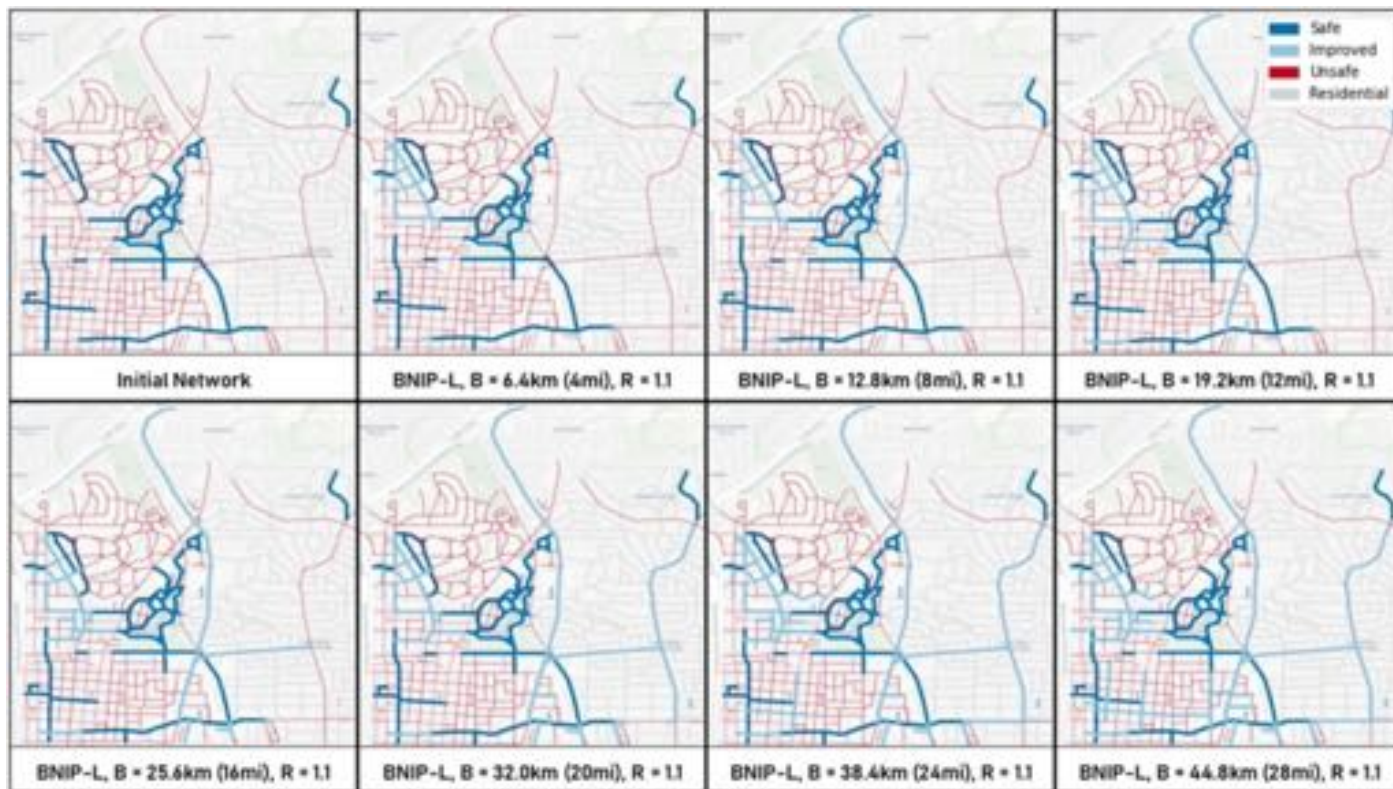 Safe
Improved
Unsafe
Residential
Initial Network
BNIP-L, B = 6.4km (4mi), R = 1.1
BNIP-L, B = 12.8km (8mi), R = 1.1
BNIP-L, B = 19.2km (12mi), R = 1.1
BNIP-L, B = 25.6km (16mi), R = 1.1
BNIP-L, B = 32.0km (20mi), R = 1.1
BNIP-L, B = 38.4km (24mi), R = 1.1
BNIP-L, B = 44.8km (28mi), R = 1.1